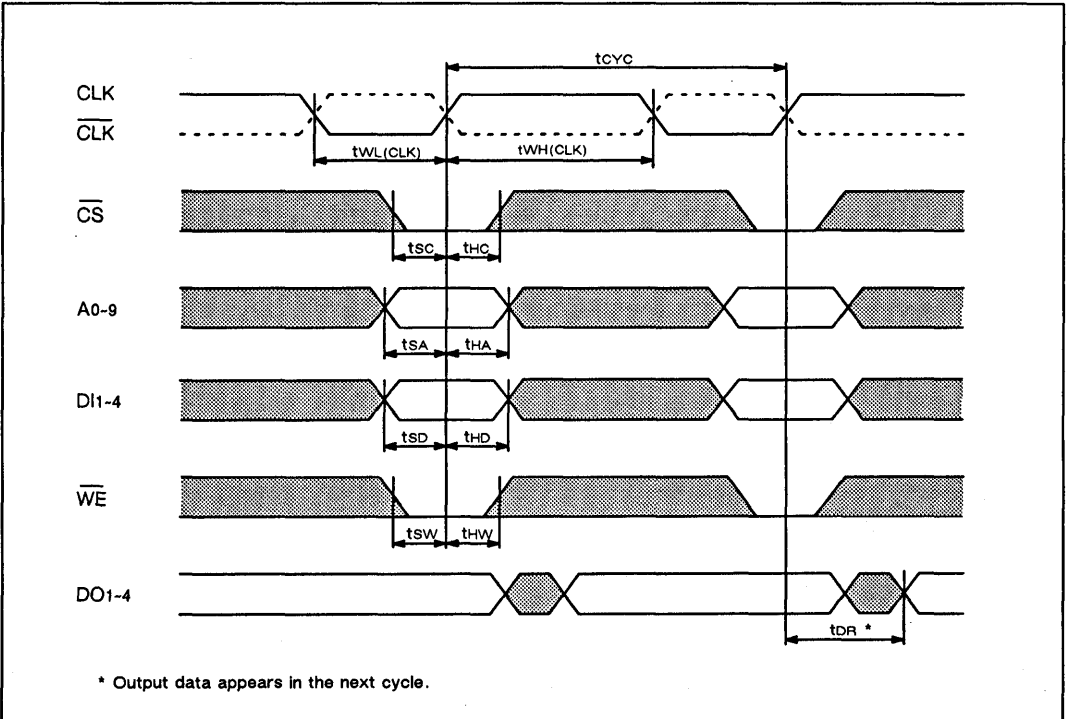 tCYC
CLK
CLK
tWL(CLK) tWH(CLK)
CS
tSC tHC
A0~9
tSA tHA
DI1~4
tSD tHD
WE
tSW tHW
DO1~4
tDR *
* Output data appears in the next cycle.